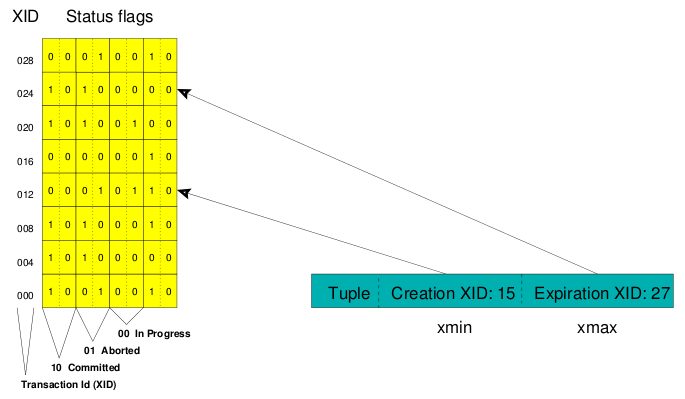 XID Status flags
028 0 0 0 1 0 0 1 0
024 1 0 1 0 0 0 0 0
020 1 0 1 0 0 1 0 0
016 0 0 0 0 0 0 1 0
012 0 0 0 1 0 1 1 0
008 1 0 1 0 0 0 1 0
004 1 0 1 0 0 0 0 0
000 1 0 0 1 0 0 1 0
Tuple Creation XID: 15 Expiration XID: 27
xmin xmax
00 In Progress
01 Aborted
10 Committed
Transaction Id (XID)